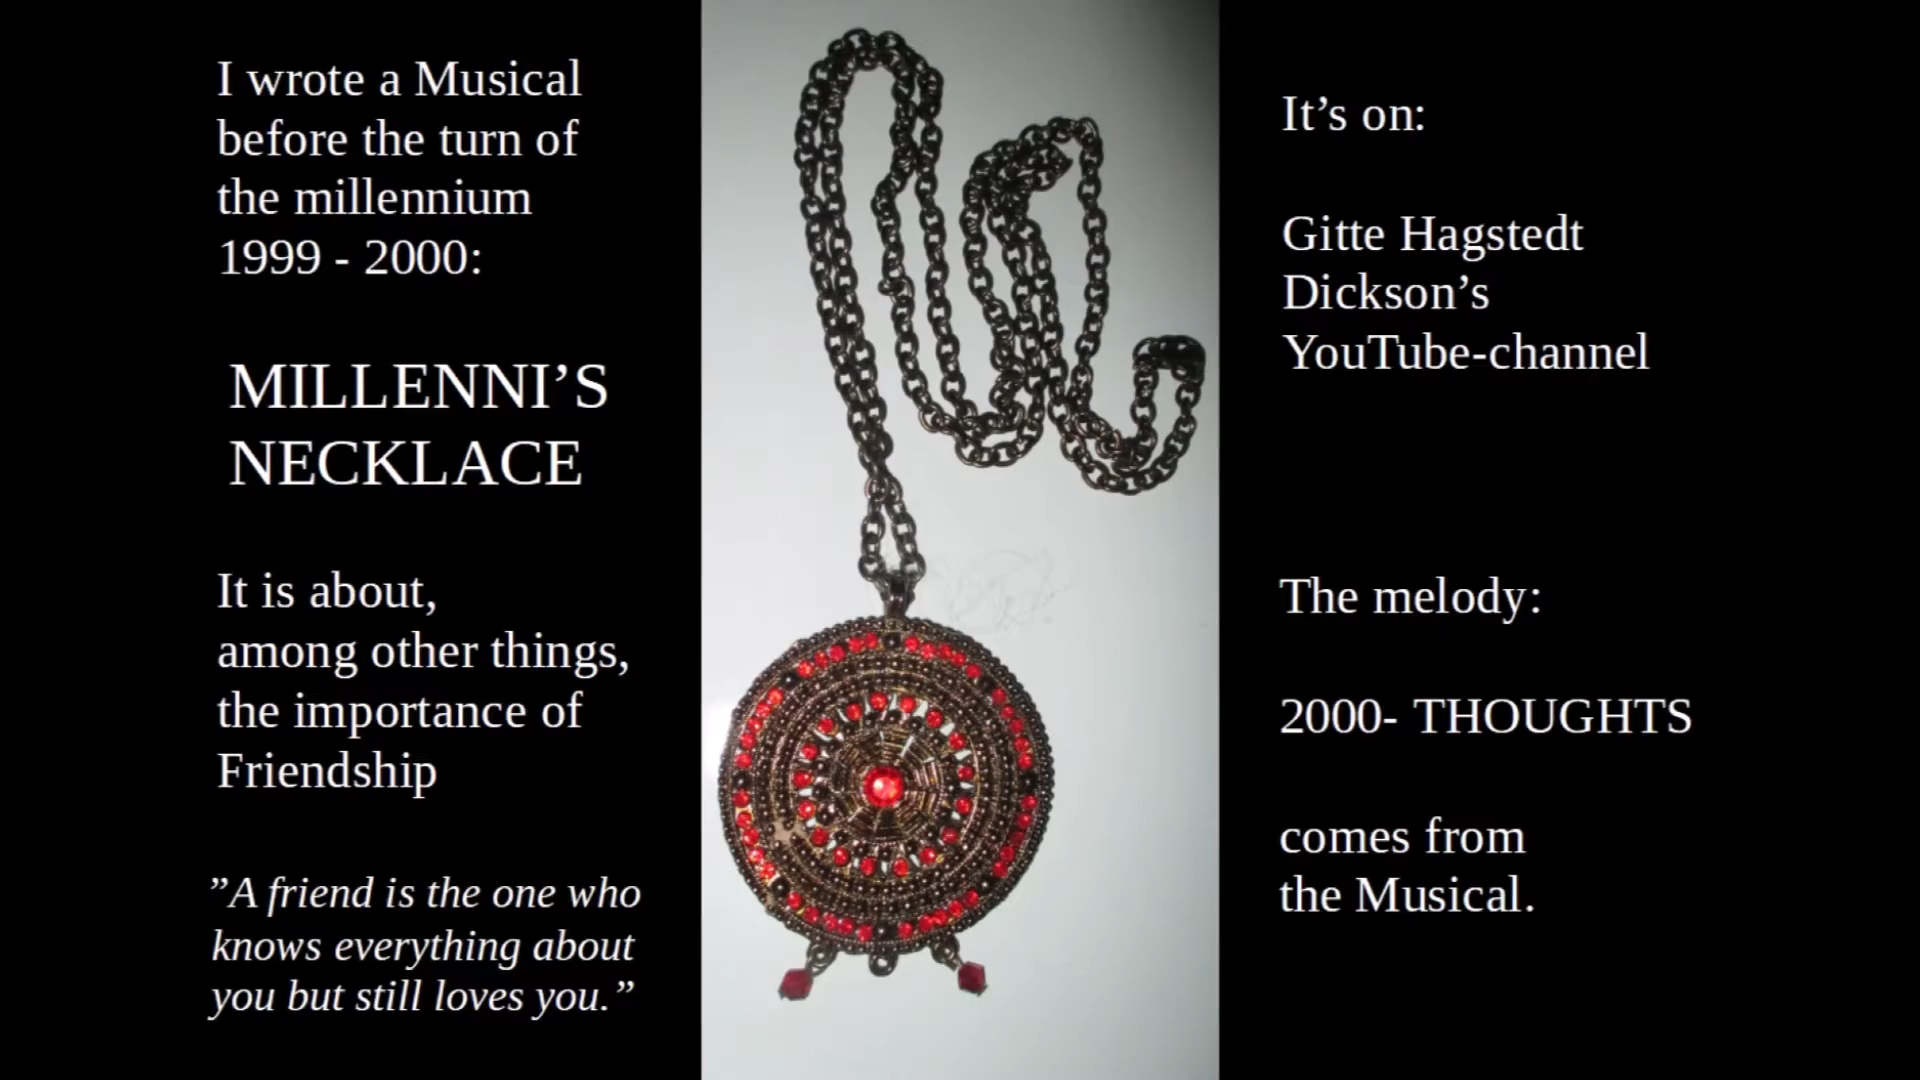 I wrote a Musical
before the turn of
the millennium
1999 - 2000:
MILLENNI’S
NECKLACE
It is about,
among other things,
the importance of
Friendship
”A friend is the one who
knows everything about
you but still loves you.”
It’s on:
Gitte Hagstedt
Dickson’s
YouTube-channel
The melody:
2000- THOUGHTS
comes from
the Musical.